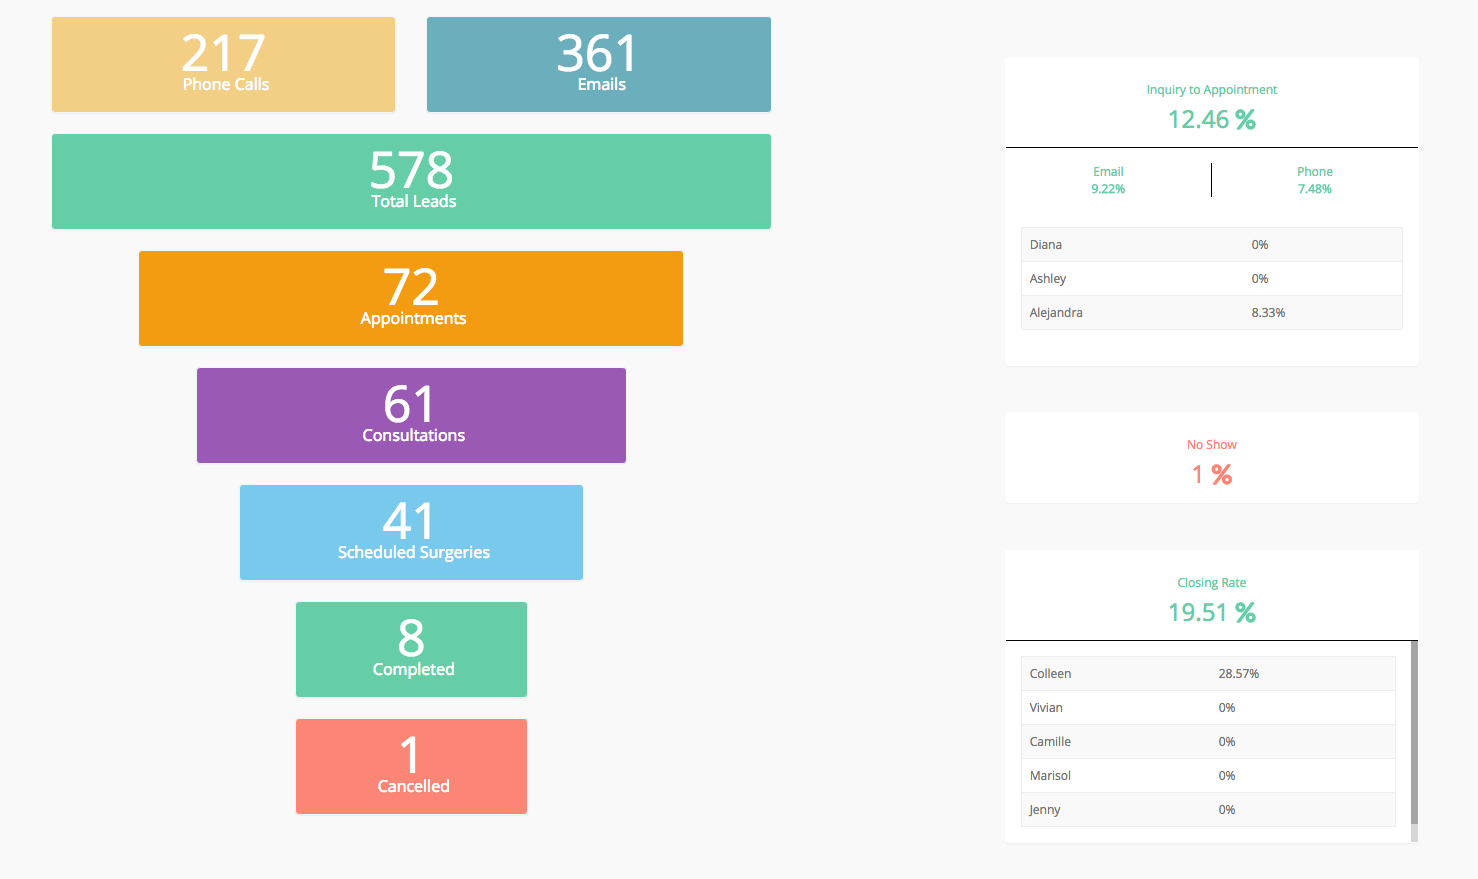 217
Phone Calls
361
Emails
578
Total Leads
72
Appointments
61
Consultations
41
Scheduled Surgeries
8
Completed
1
Cancelled
Inquiry to Appointment
12.46 %
Email
9.22%
Phone
7.48%
Diana 0%
Ashley 0%
Alejandra 8.33%
No Show
1 %
Closing Rate
19.51 %
Colleen 28.57%
Vivian 0%
Camille 0%
Marisol 0%
Jenny 0%